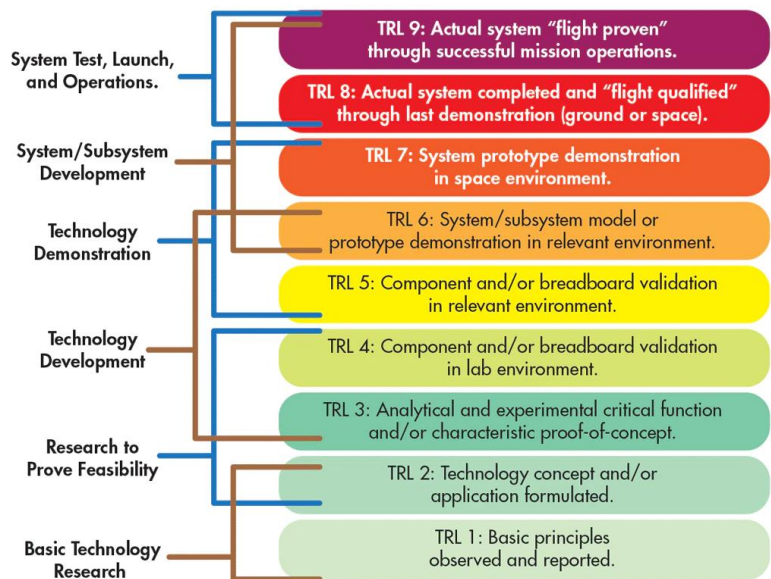 System Test, Launch,
and Operations.
System/Subsystem
Development
Technology
Demonstration
Technology
Development
Research to
Prove Feasibility
Basic Technology
Research
TRL 9: Actual system “flight proven”
through successful mission operations.
TRL 8: Actual system completed and “flight qualified”
through last demonstration (ground or space).
TRL 7: System prototype demonstration
in space environment.
TRL 6: System/subsystem model or
prototype demonstration in relevant environment.
TRL 5: Component and/or breadboard validation
in relevant environment.
TRL 4: Component and/or breadboard validation
in lab environment.
TRL 3: Analytical and experimental critical function
and/or characteristic proof-of-concept.
TRL 2: Technology concept and/or
application formulated.
TRL 1: Basic principles
observed and reported.